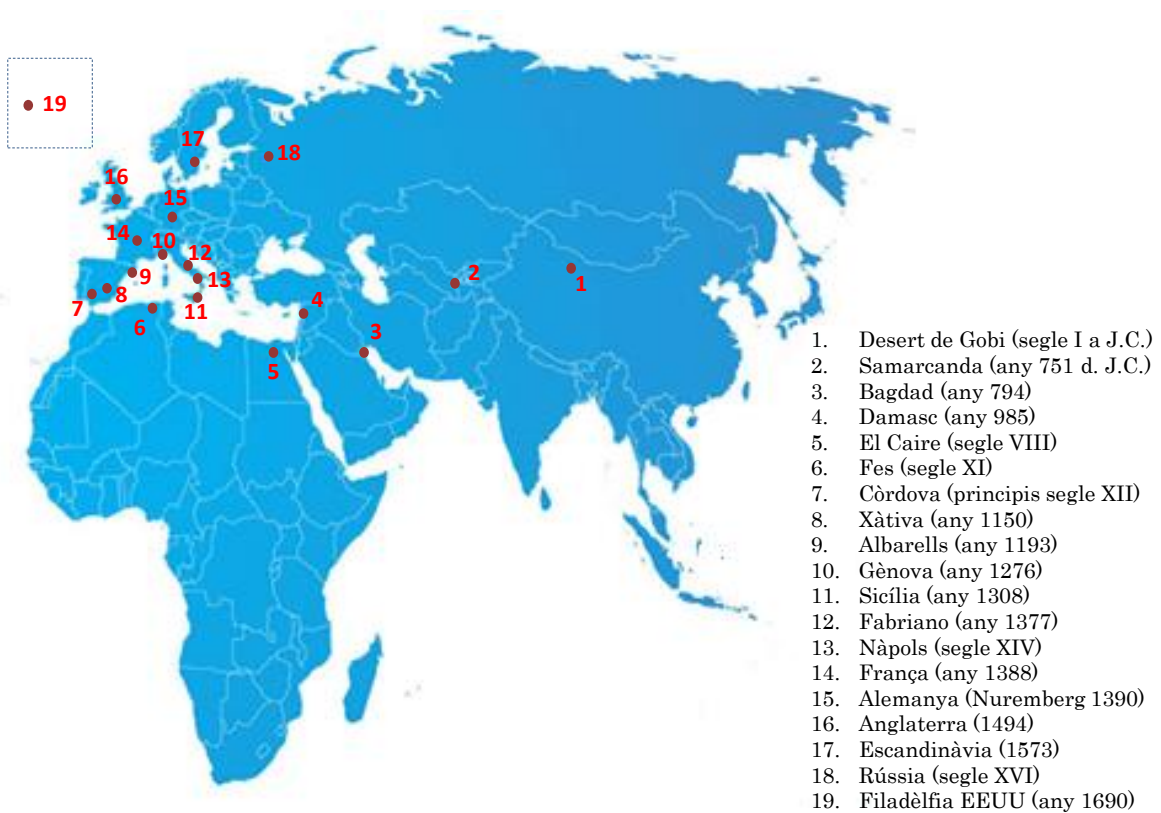 19
17
18
16
15
14
10
12
9
13
2
1
7
8
11
4
6
3
5
1. Desert de Gobi (segle I a J.C.)
2. Samarcanda (any 751 d. J.C.)
3. Bagdad (any 794)
4. Damasc (any 985)
5. El Caire (segle VIII)
6. Fes (segle XI)
7. Còrdova (principis segle XII)
8. Xàtiva (any 1150)
9. Albarells (any 1193)
10. Gènova (any 1276)
11. Sicília (any 1308)
12. Fabriano (any 1377)
13. Nàpols (segle XIV)
14. França (any 1388)
15. Alemanya (Nuremberg 1390)
16. Anglaterra (1494)
17. Escandinàvia (1573)
18. Rússia (segle XVI)
19. Filadèlfia EEUU (any 1690)